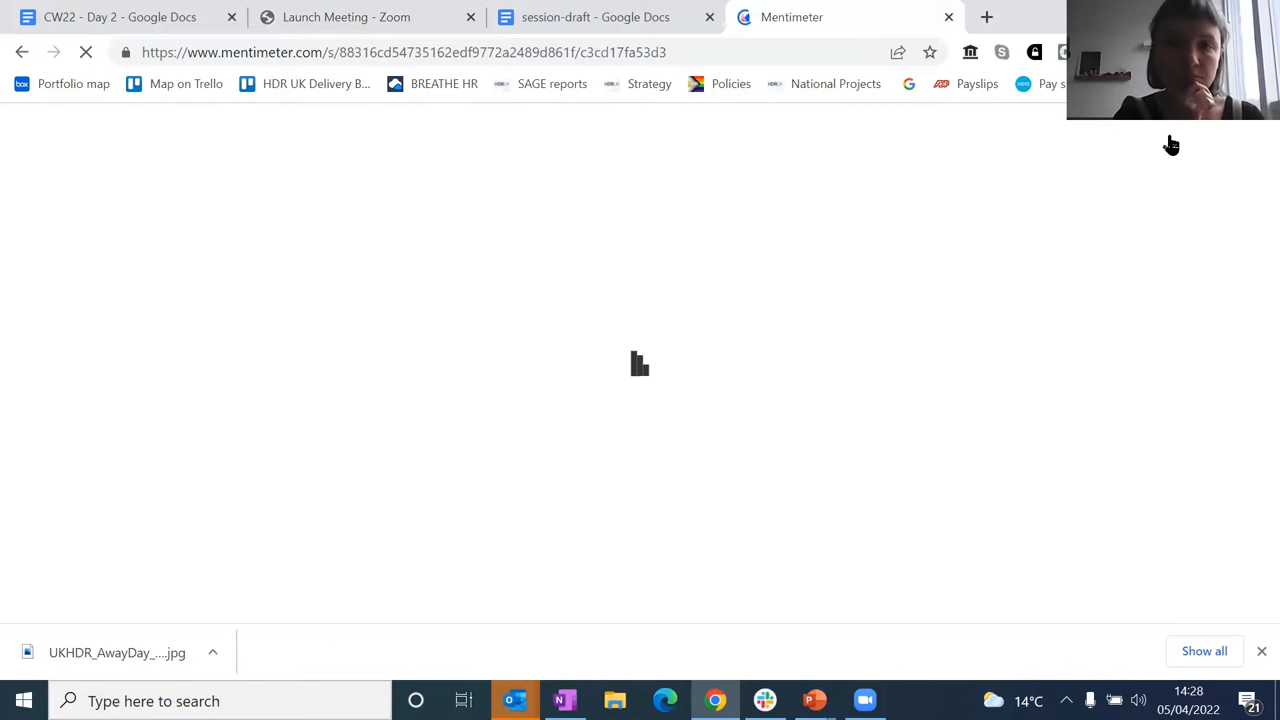 CW22 - Day 2 - Google Docs
Launch Meeting - Zoom
session-draft - Google Docs
Mentimeter
https://www.mentimeter.com/s/88316cd54735162edf9772a2489d861f/c3cd17fa53d3
Portfolio map
Map on Trello
HDR UK Delivery B...
BREATHE HR
SAGE reports
Strategy
Policies
National Projects
Payslips
Pay s
UKHDR_AwayDay_....jpg
Show all
Type here to search
14°C
14:28
05/04/2022
21